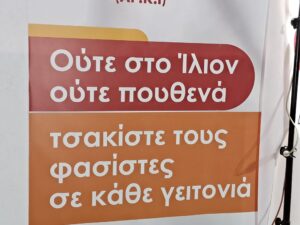 Ούτε στο Ίλιον
ούτε πουθενά
τσακίστε τους
φασίστες
σε κάθε γειτονιά